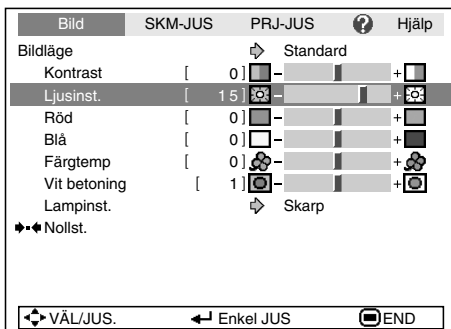 Bild SKM-JUS PRJ-JUS ? Hjälp
Bildläge Standard
Kontrast [ 0] - +
Ljusinst. [ 15] - +
Röd [ 0] - +
Blå [ 0] - +
Färgtemp [ 0] - +
Vit betoning [ 1] - +
Lampinst. Skarp
Nollst.
VÄL/JUS. Enkel JUS END